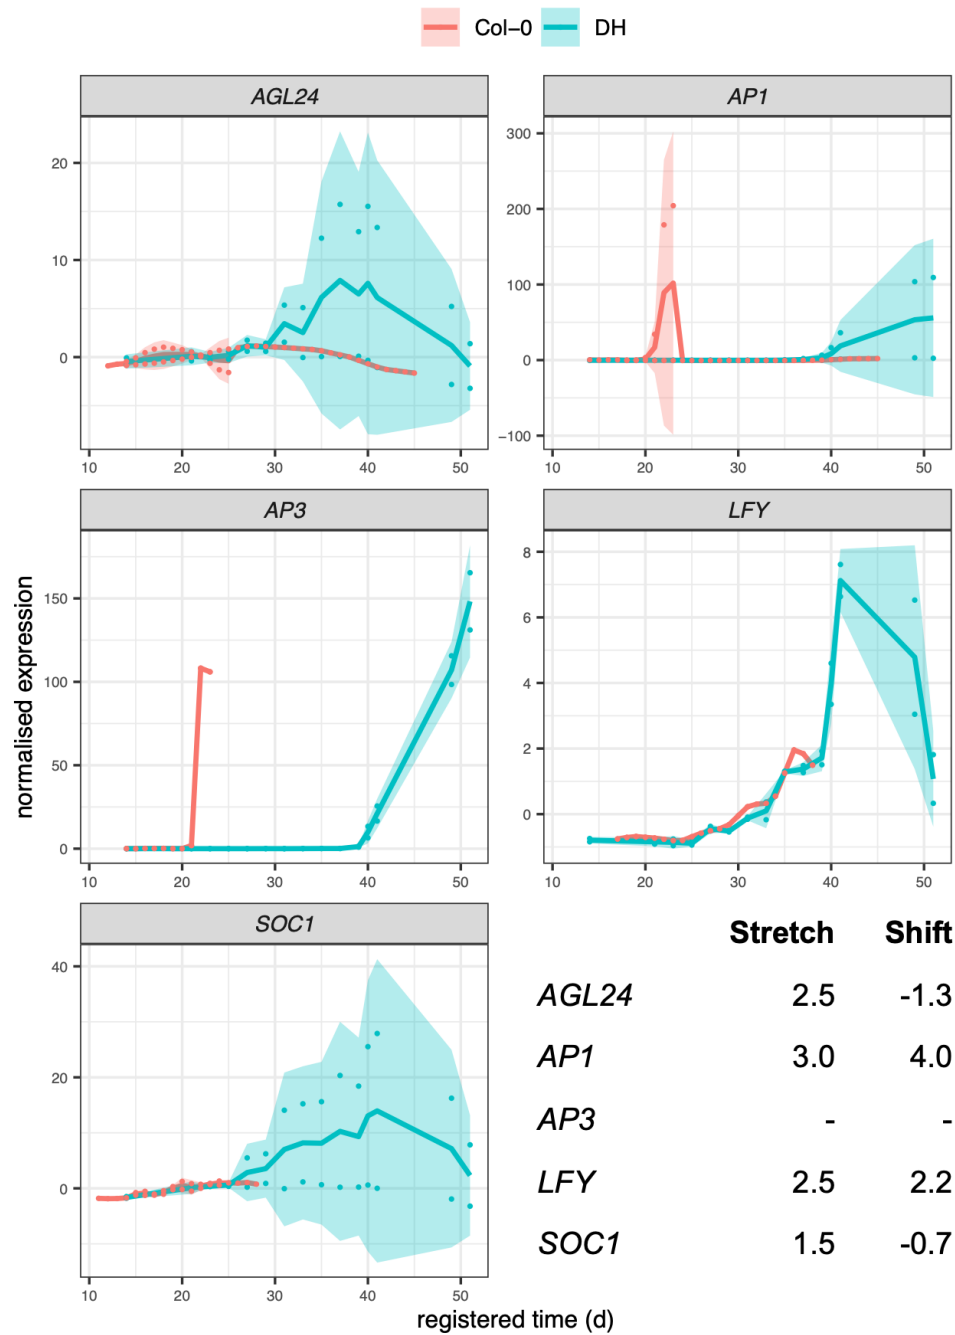 Col−0 DH
AGL24 AP1
20
10
0
10 20 30 40 50
300
200
100
0
−100
10 20 30 40 50
AP3 LFY
150
100
50
0
10 20 30 40 50
8
6
4
2
0
10 20 30 40 50
normalised expression
SOC1
40
20
0
10 20 30 40 50
registered time (d)
Stretch Shift
AGL24 2.5 -1.3
AP1 3.0 4.0
AP3 - -
LFY 2.5 2.2
SOC1 1.5 -0.7